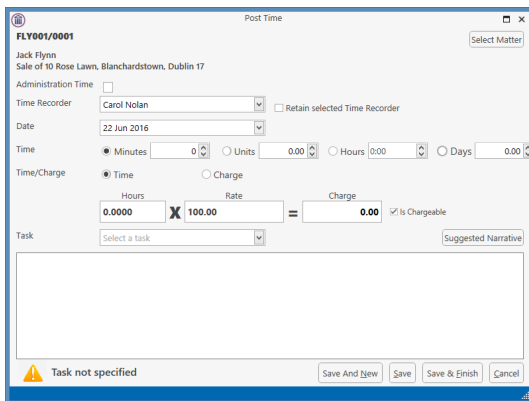 Post Time
FLY001/0001
Select Matter
Jack Flynn
Sale of 10 Rose Lawn, Blanchardstown, Dublin 17
Administration Time
Time Recorder Carol Nolan Retain selected Time Recorder
Date 22 Jun 2016
Time Minutes 0 Units 0.00 Hours 0:00 Days 0.00
Time/Charge Time Charge
Hours Rate Charge
0.0000 X 100.00 = 0.00 Is Chargeable
Task Select a task Suggested Narrative
Task not specified Save And New Save Save & Finish Cancel